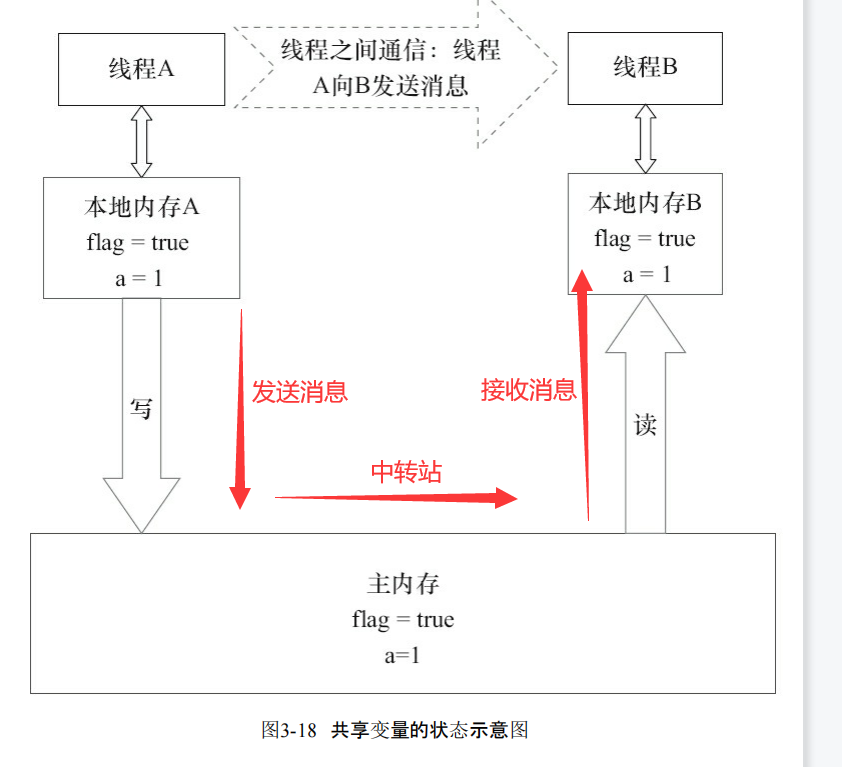 线程A
线程之间通信：线程
A向B发送消息
线程B
本地内存A
flag = true
a = 1
本地内存B
flag = true
a = 1
发送消息
接收消息
写
读
中转站
主内存
flag = true
a=1
图3-18 共享变量的状态示意图